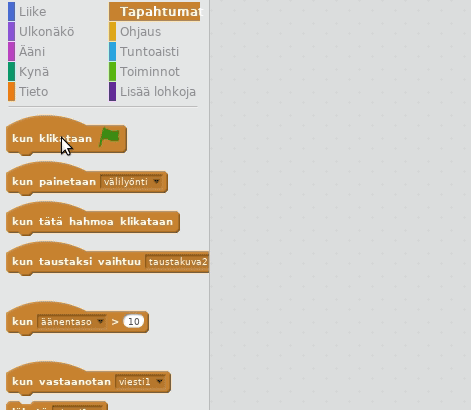 Liike
Tapahtumat
Ulkonäkö
Ohjaus
Ääni
Tuntoaisti
Kynä
Toiminnot
Tieto
Lisää lohkoja
kun klikataan
kun painetaan välilyönti
kun tätä hahmoa klikataan
kun taustaksi vaihtuu taustakuva2
kun äänentaso > 10
kun vastaanotan viesti1